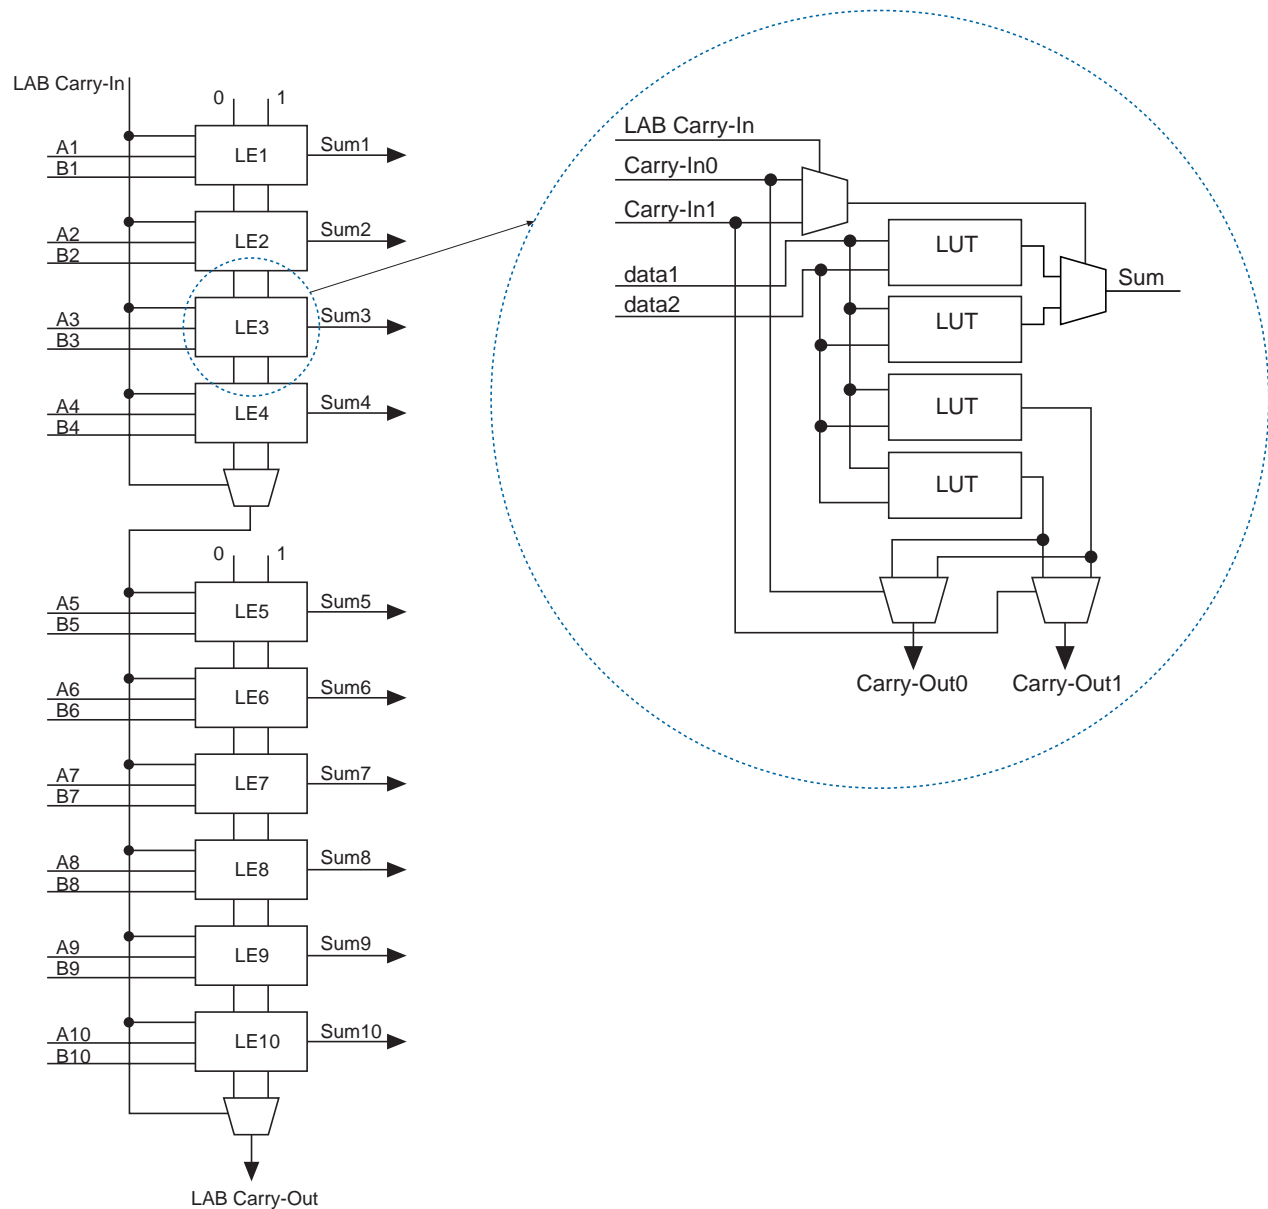 LAB Carry-In
0 1
A1
B1
LE1
Sum1
A2
B2
LE2
Sum2
A3
B3
LE3
Sum3
A4
B4
LE4
Sum4
0 1
A5
B5
LE5
Sum5
A6
B6
LE6
Sum6
A7
B7
LE7
Sum7
A8
B8
LE8
Sum8
A9
B9
LE9
Sum9
A10
B10
LE10
Sum10
LAB Carry-Out
LAB Carry-In
Carry-In0
Carry-In1
data1
data2
LUT
LUT
LUT
LUT
Sum
Carry-Out0 Carry-Out1